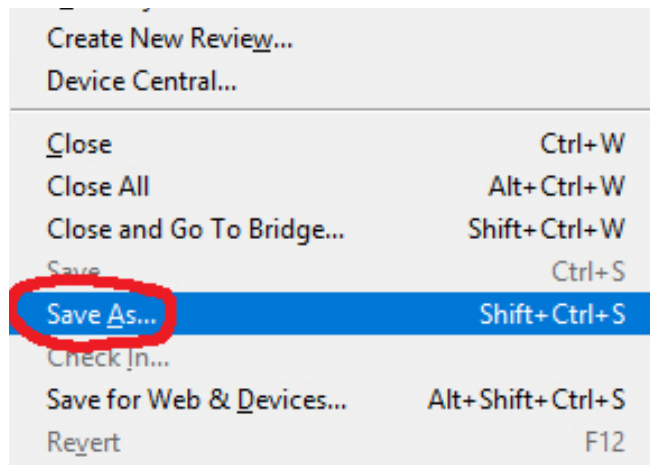 Create New Review...
Device Central...
Close Ctrl+W
Close All Alt+Ctrl+W
Close and Go To Bridge... Shift+Ctrl+W
Save Ctrl+S
Save As... Shift+Ctrl+S
Check In...
Save for Web & Devices... Alt+Shift+Ctrl+S
Revert F12